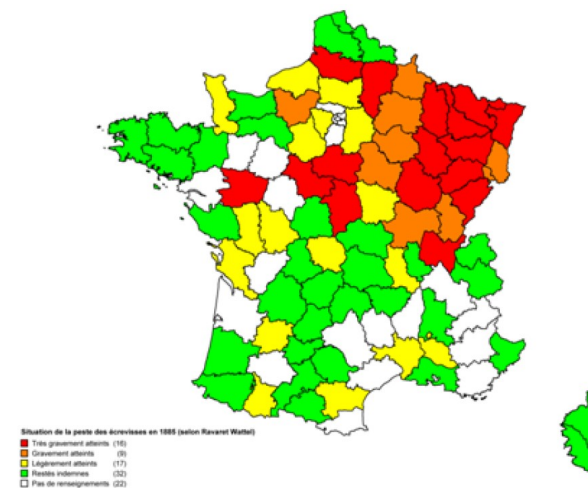 Situation de la peste des écrevisses en 1885 (selon Ravaret Wattel)
Très gravement atteints (16)
Gravement atteints (9)
Légèrement atteints (17)
Restés indemnes (32)
Pas de renseignements (22)